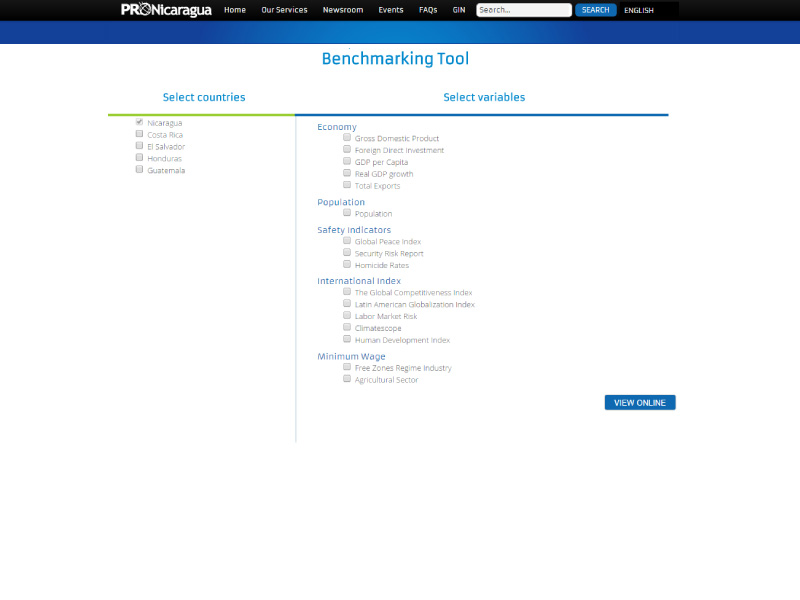 PRONicaragua Home Our Services Newsroom Events FAQs GIN Search... SEARCH ENGLISH
Benchmarking Tool
Select countries
Nicaragua
Costa Rica
El Salvador
Honduras
Guatemala
Select variables
Economy
Gross Domestic Product
Foreign Direct Investment
GDP per Capita
Real GDP growth
Total Exports
Population
Population
Safety Indicators
Global Peace Index
Security Risk Report
Homicide Rates
International Index
The Global Competitiveness Index
Latin American Globalization Index
Labor Market Risk
Climatescope
Human Development Index
Minimum Wage
Free Zones Regime Industry
Agricultural Sector
VIEW ONLINE